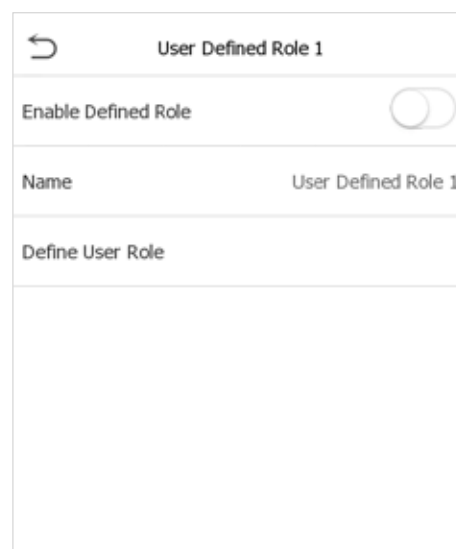 User Defined Role 1
Enable Defined Role
Name User Defined Role 1
Define User Role